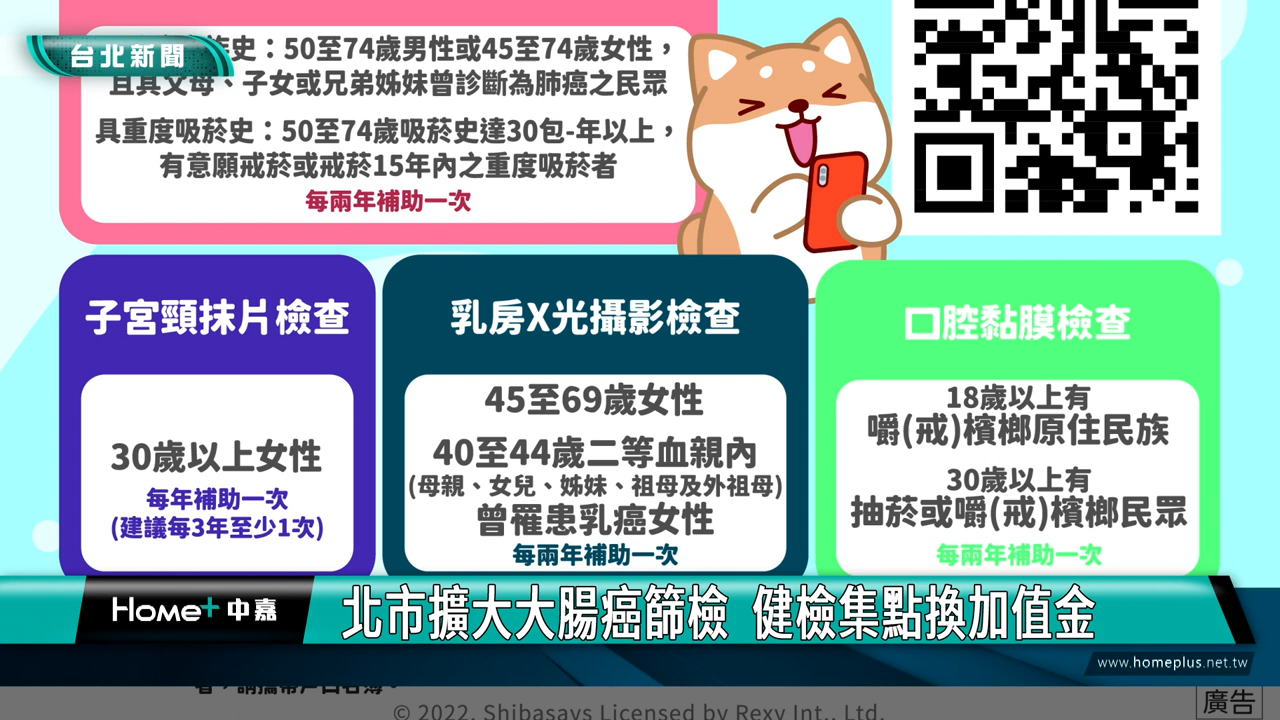 台北新聞
族史：50至74歲男性或45至74歲女性，
且具父母、子女或兄弟姊妹曾診斷為肺癌之民眾
具重度吸菸史：50至74歲吸菸史達30包-年以上，
有意願戒菸或戒菸15年內之重度吸菸者
每兩年補助一次
子宮頸抹片檢查
30歲以上女性
每年補助一次
(建議每3年至少1次)
乳房X光攝影檢查
45至69歲女性
40至44歲二等血親內
(母親、女兒、姊妹、祖母及外祖母)
曾罹患乳癌女性
每兩年補助一次
口腔黏膜檢查
18歲以上有
嚼(戒)檳榔原住民族
30歲以上有
抽菸或嚼(戒)檳榔民眾
每兩年補助一次
Home+ 中嘉
北市擴大大腸癌篩檢 健檢集點換加值金
www.homeplus.net.tw
者，請攜帶戶口名簿。
© 2022. Shibasays Licensed by Rexy Int., Ltd.
廣告